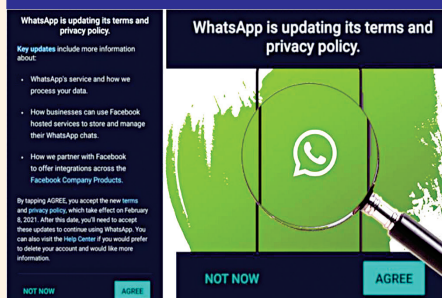 WhatsApp is updating its terms and
privacy policy.
Key updates include more information
about:
• WhatsApp's service and how we
process your data.
• How businesses can use Facebook
hosted services to store and manage
their WhatsApp chats.
• How we partner with Facebook
to offer integrations across the
Facebook Company Products.
By tapping AGREE, you accept the new terms
and privacy policy, which take effect on February
8, 2021. After this date, you'll need to accept
these updates to continue using WhatsApp. You
can also visit the Help Center if you would prefer
to delete your account and would like more
information.
NOT NOW
AGREE
WhatsApp is updating its terms and
privacy policy.
NOT NOW
AGREE